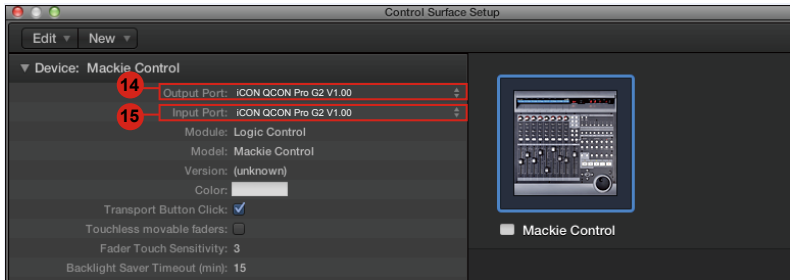 Control Surface Setup
Edit New
Device: Mackie Control
14 Output Port: iCON QCON Pro G2 V1.00
15 Input Port: iCON QCON Pro G2 V1.00
Module: Logic Control
Model: Mackie Control
Version: (unknown)
Color:
Transport Button Click:
Touchless movable faders:
Fader Touch Sensitivity: 3
Backlight Saver Timeout (min): 15
Mackie Control